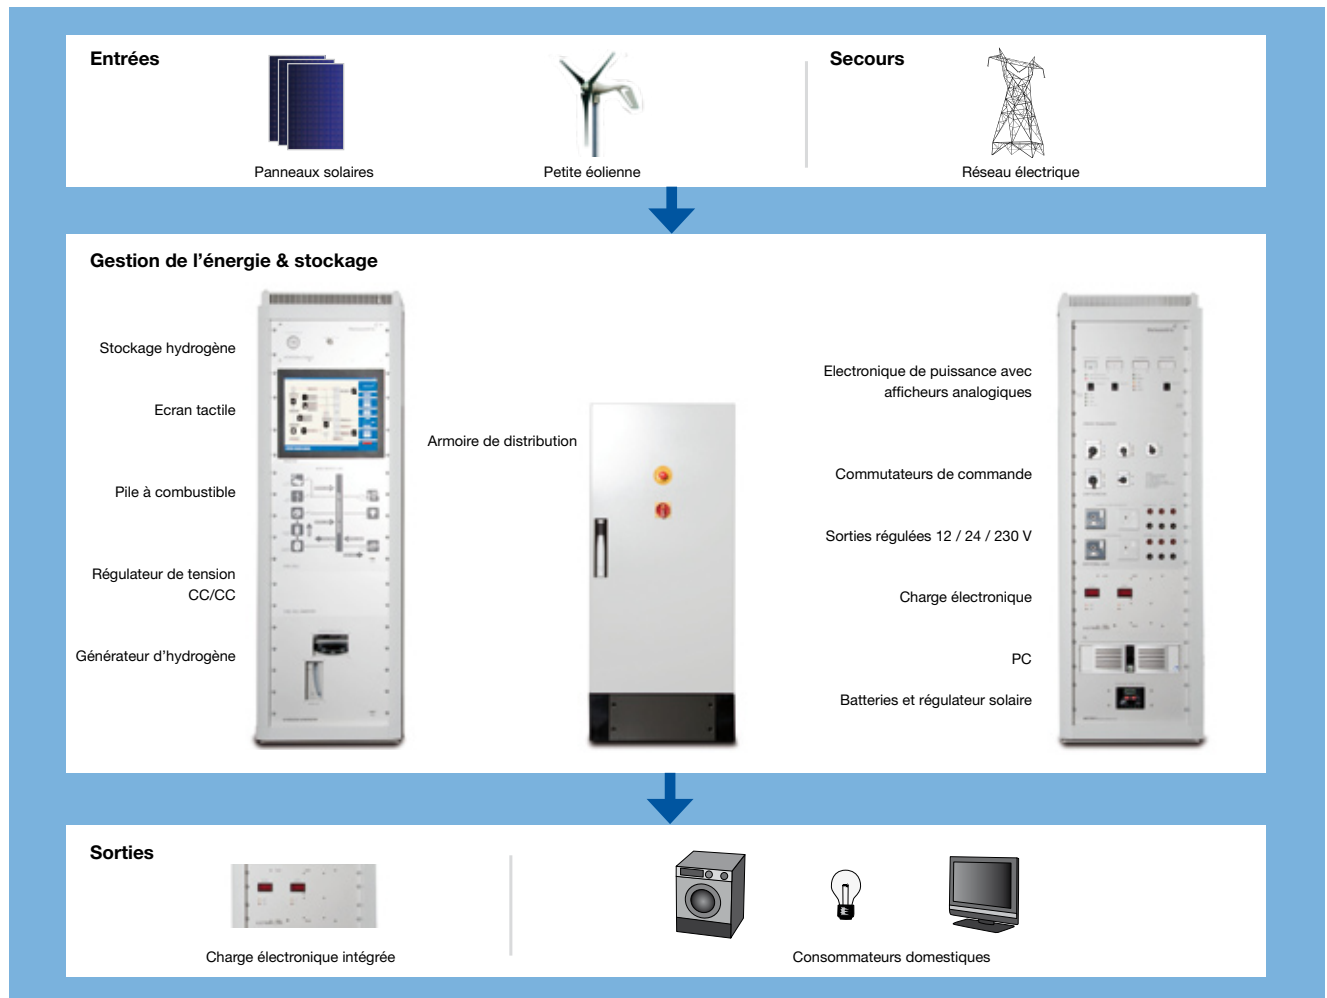 Entrées
Secours
Panneaux solaires
Petite éolienne
Réseau électrique
Gestion de l’énergie & stockage
Stockage hydrogène
Ecran tactile
Pile à combustible
Régulateur de tension
CC/CC
Générateur d’hydrogène
Armoire de distribution
Electronique de puissance avec
afficheurs analogiques
Commutateurs de commande
Sorties régulées 12 / 24 / 230 V
Charge électronique
PC
Batteries et régulateur solaire
Sorties
Charge électronique intégrée
Consommateurs domestiques